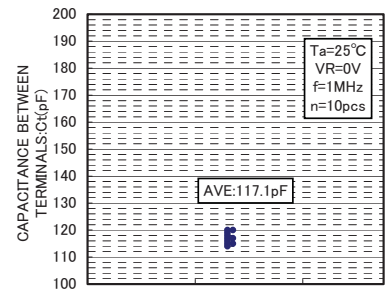 200
190
180
170
160
150
140
130
120
110
100
CAPACITANCE BETWEEN
TERMINALS:Ct(pF)
Ta=25°C
VR=0V
f=1MHz
n=10pcs
AVE:117.1pF